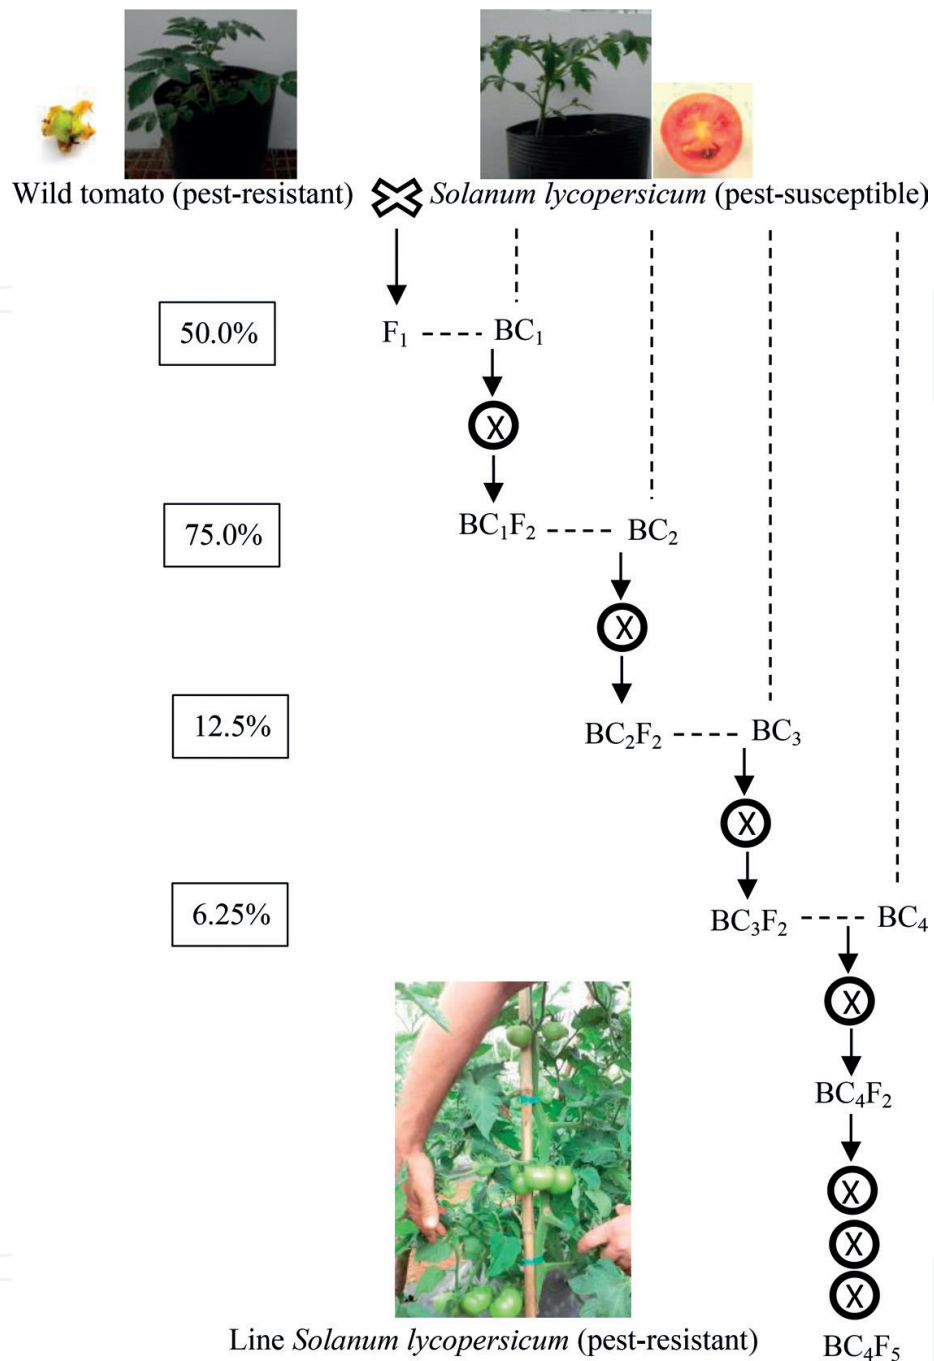 Wild tomato (pest-resistant) Solanum lycopersicum (pest-susceptible)
50.0% F₁ BC₁
X
75.0% BC₁F₂ BC₂
X
12.5% BC₂F₂ BC₃
X
6.25% BC₃F₂ BC₄
X
BC₄F₂
X
X
X
Line Solanum lycopersicum (pest-resistant) BC₄F₅